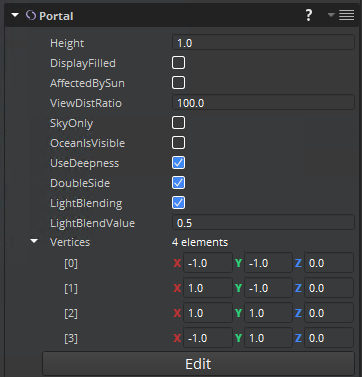 Portal ?
Height 1.0
DisplayFilled
AffectedBySun
ViewDistRatio 100.0
SkyOnly
OceanIsVisible
UseDeepness
DoubleSide
LightBlending
LightBlendValue 0.5
Vertices 4 elements
[0] X -1.0 Y -1.0 Z 0.0
[1] X 1.0 Y -1.0 Z 0.0
[2] X 1.0 Y 1.0 Z 0.0
[3] X -1.0 Y 1.0 Z 0.0
Edit